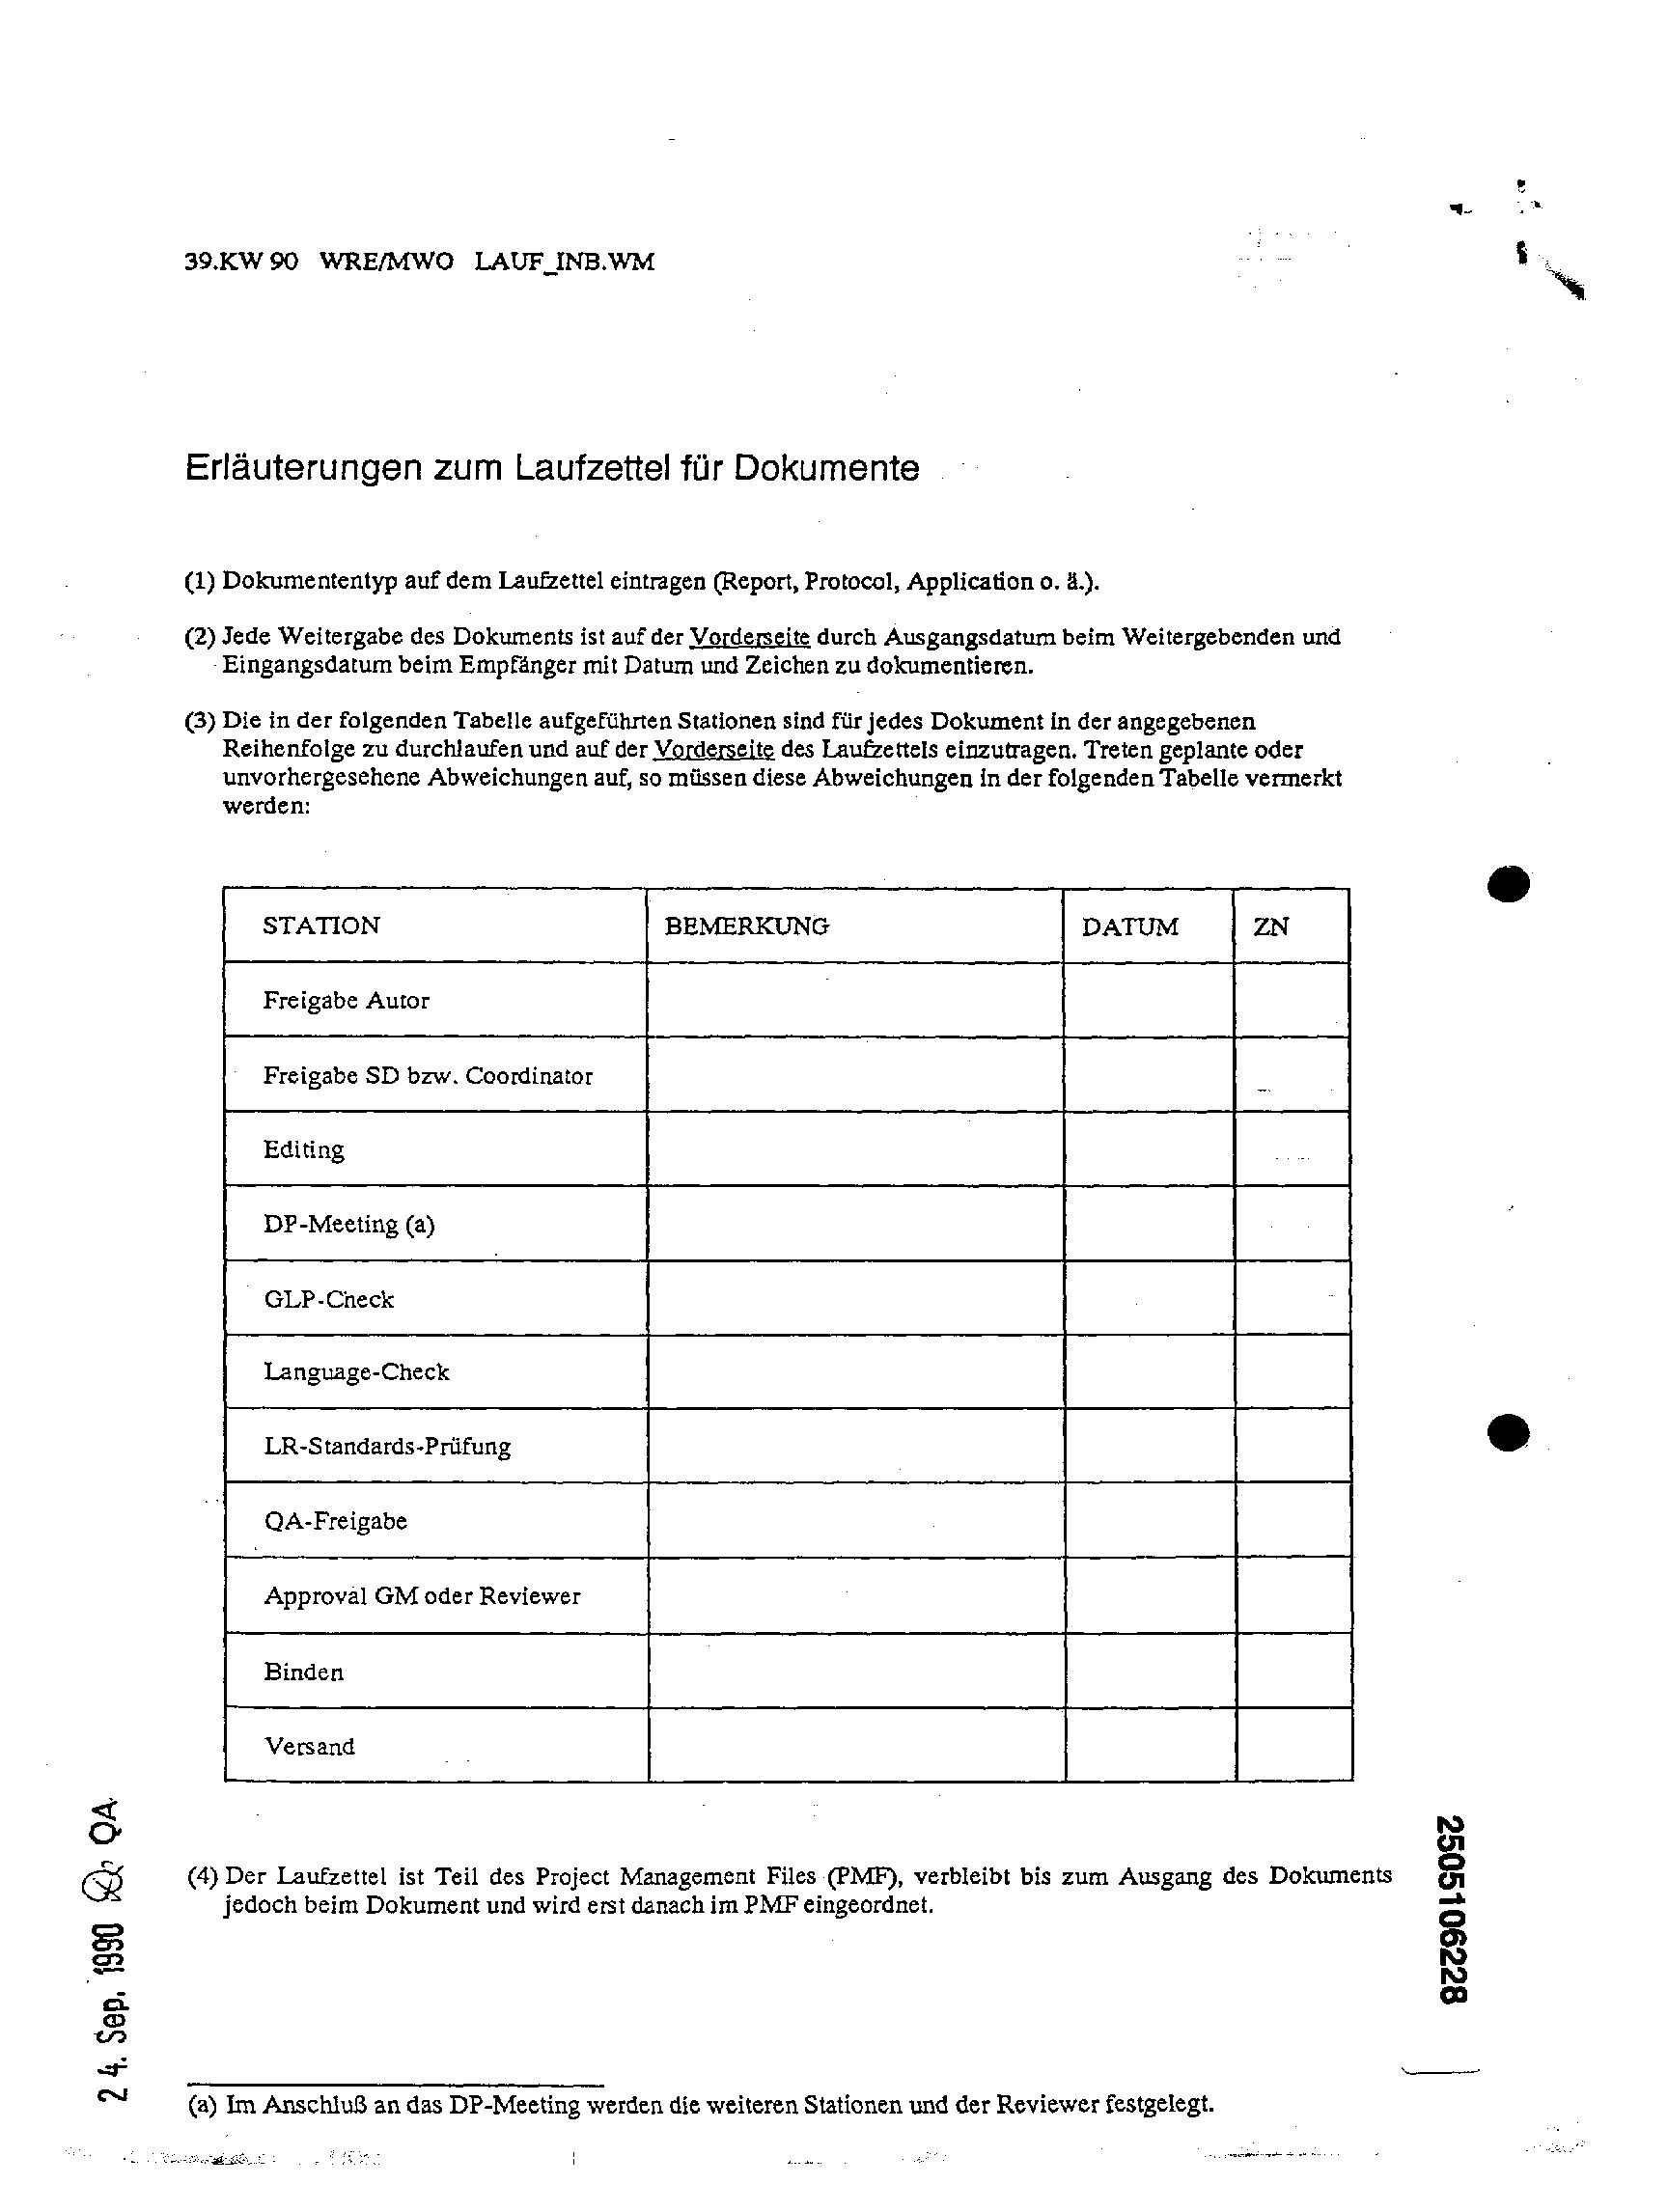 39.KW 90 WRE/MWO LAUF_INB.WM
Erläuterungen zum Laufzettel für Dokumente
(1) Dokumententyp auf dem Laufzettel eintragen (Report, Protocol, Application o. ä.).
(2) Jede Weitergabe des Dokuments ist auf der Vorderseite durch Ausgangsdatum beim Weitergebenden und
Eingangsdatum beim Empfänger mit Datum und Zeichen zu dokumentieren.
(3) Die in der folgenden Tabelle aufgeführten Stationen sind für jedes Dokument in der angegebenen
Reihenfolge zu durchlaufen und auf der Vorderseite des Laufzettels einzutragen. Treten geplante oder
unvorhergesehene Abweichungen auf, so müssen diese Abweichungen in der folgenden Tabelle vermerkt
werden:
STATION BEMERKUNG DATUM ZN
Freigabe Autor
Freigabe SD bzw. Coordinator
Editing
DP-Meeting (a)
GLP-Check
Language-Check
LR-Standards-Prüfung
QA-Freigabe
Approval GM oder Reviewer
Binden
Versand
(4) Der Laufzettel ist Teil des Project Management Files (PMF), verbleibt bis zum Ausgang des Dokuments
jedoch beim Dokument und wird erst danach im PMF eingeordnet.
(a) Im Anschluß an das DP-Meeting werden die weiteren Stationen und der Reviewer festgelegt.
24. Sep. 1990 QA
2505106228